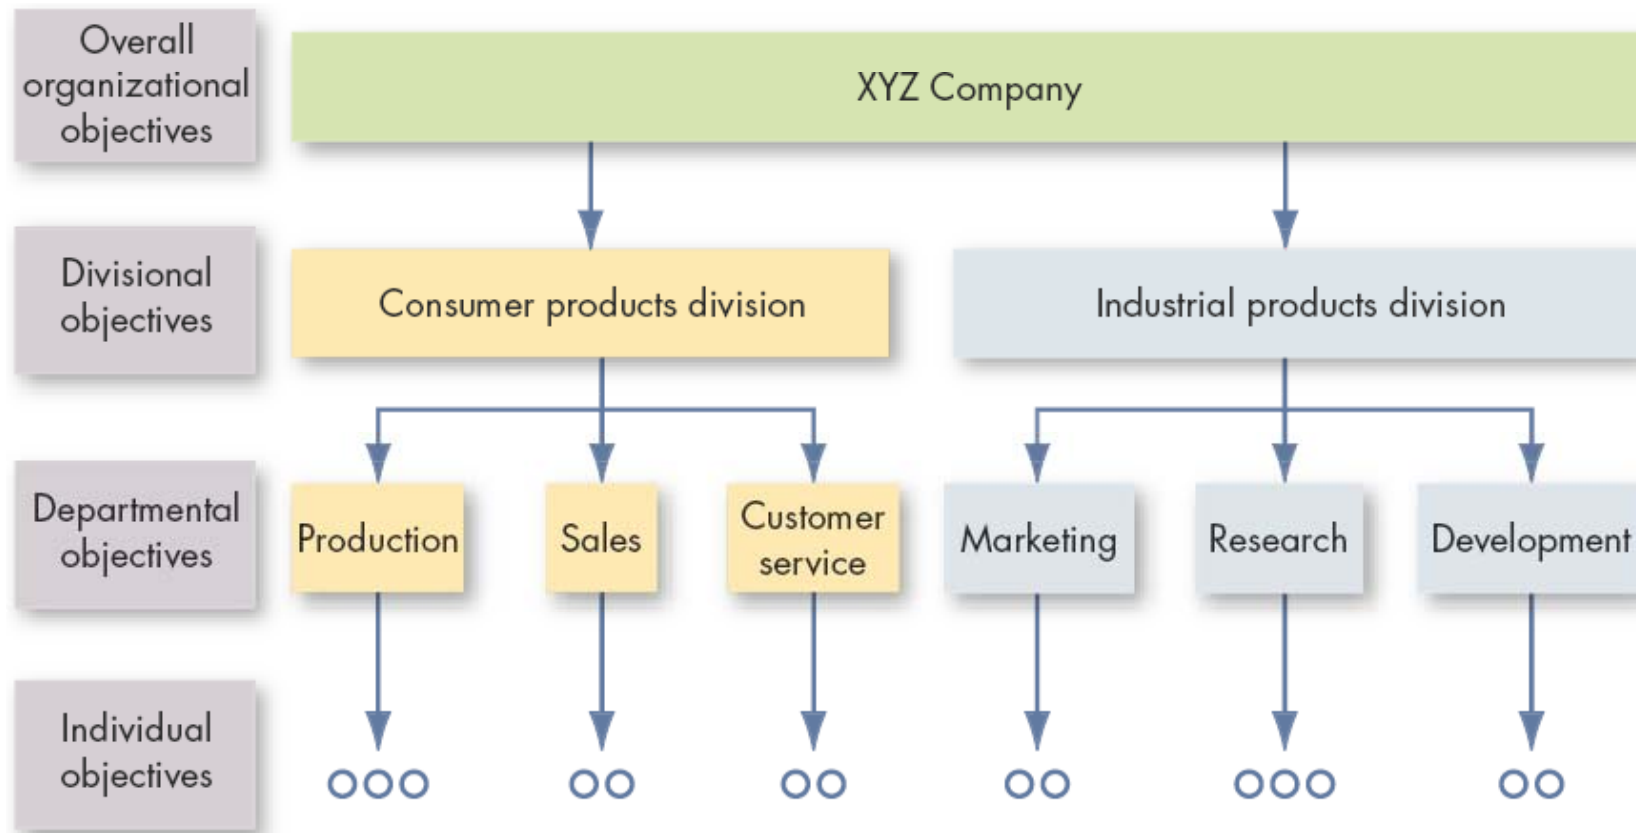 Overall
organizational
objectives
XYZ Company
Divisional
objectives
Consumer products division
Industrial products division
Departmental
objectives
Production
Sales
Customer
service
Marketing
Research
Development
Individual
objectives